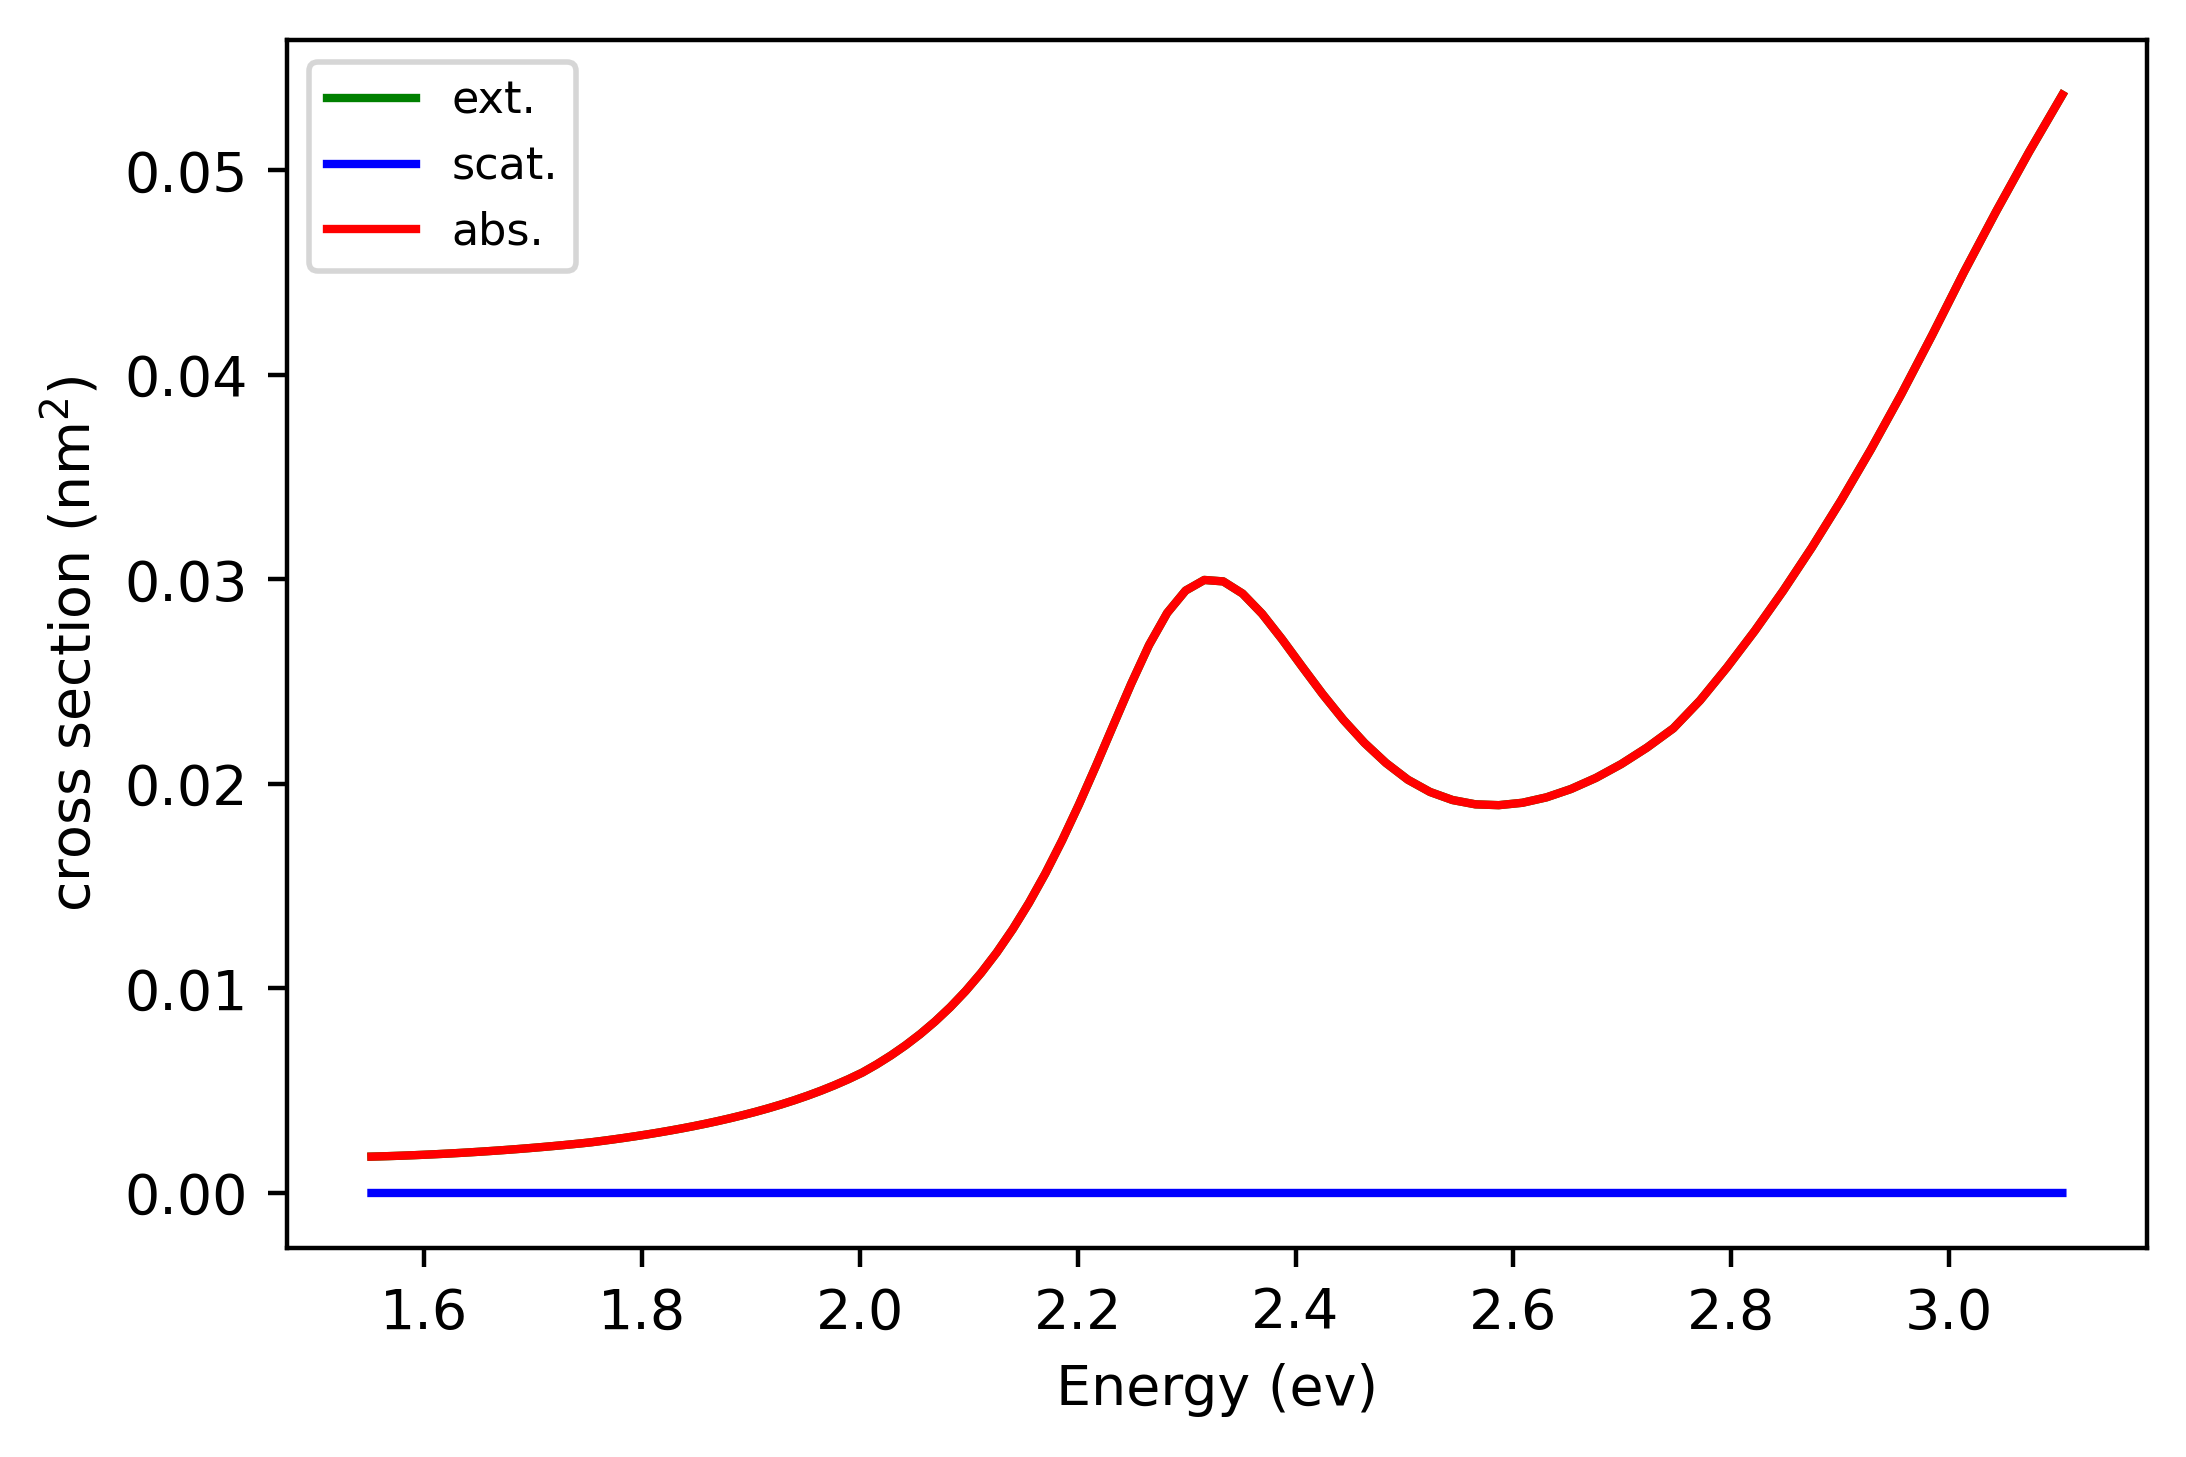 ext.
scat.
abs.
0.05
0.04
0.03
0.02
0.01
0.00
cross section (nm²)
1.6 1.8 2.0 2.2 2.4 2.6 2.8 3.0
Energy (ev)